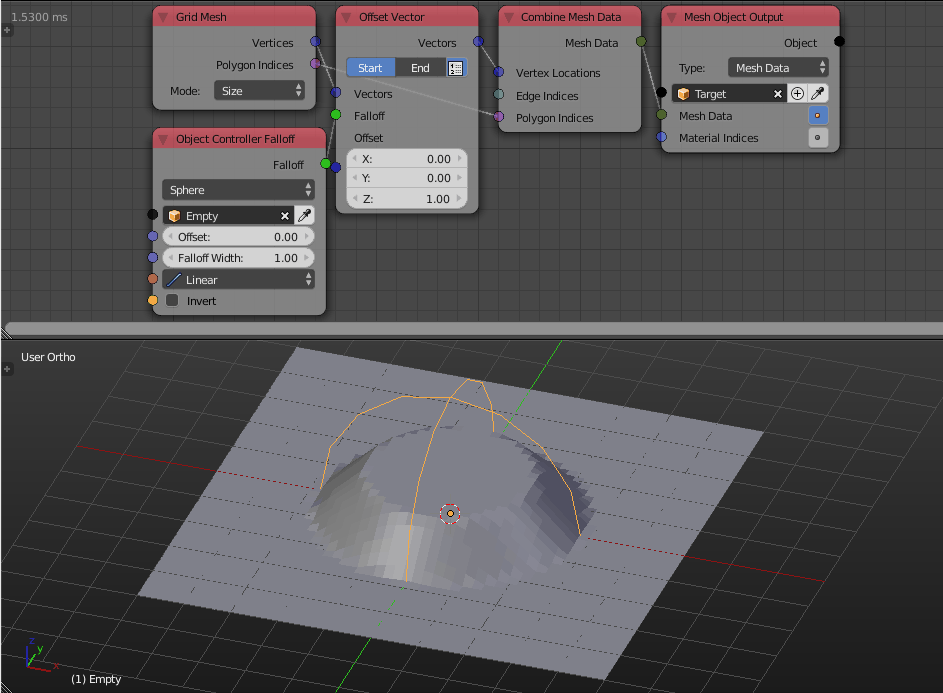 1.5300 ms
Grid Mesh
Vertices
Polygon Indices
Mode: Size
Object Controller Falloff
Falloff
Sphere
Empty
Offset: 0.00
Falloff Width: 1.00
Linear
Invert
Offset Vector
Vectors
Start End
Vectors
Falloff
Offset
X: 0.00
Y: 0.00
Z: 1.00
Combine Mesh Data
Mesh Data
Vertex Locations
Edge Indices
Polygon Indices
Mesh Object Output
Object
Type: Mesh Data
Target
Mesh Data
Material Indices
User Ortho
z
y
x
(1) Empty